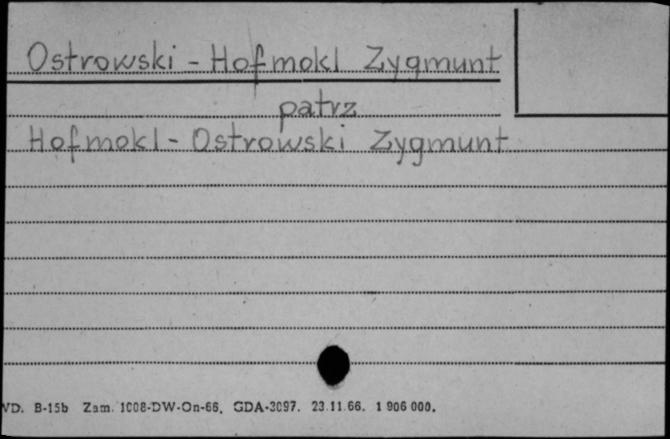 Ostrowski - Hofmokl Zygmunt
patrz
Hofmokl - Ostrowski Zygmunt
WD. B-15b Zam. 1008-DW-On-66. GDA-3097. 23.11.66. 1 906 000.